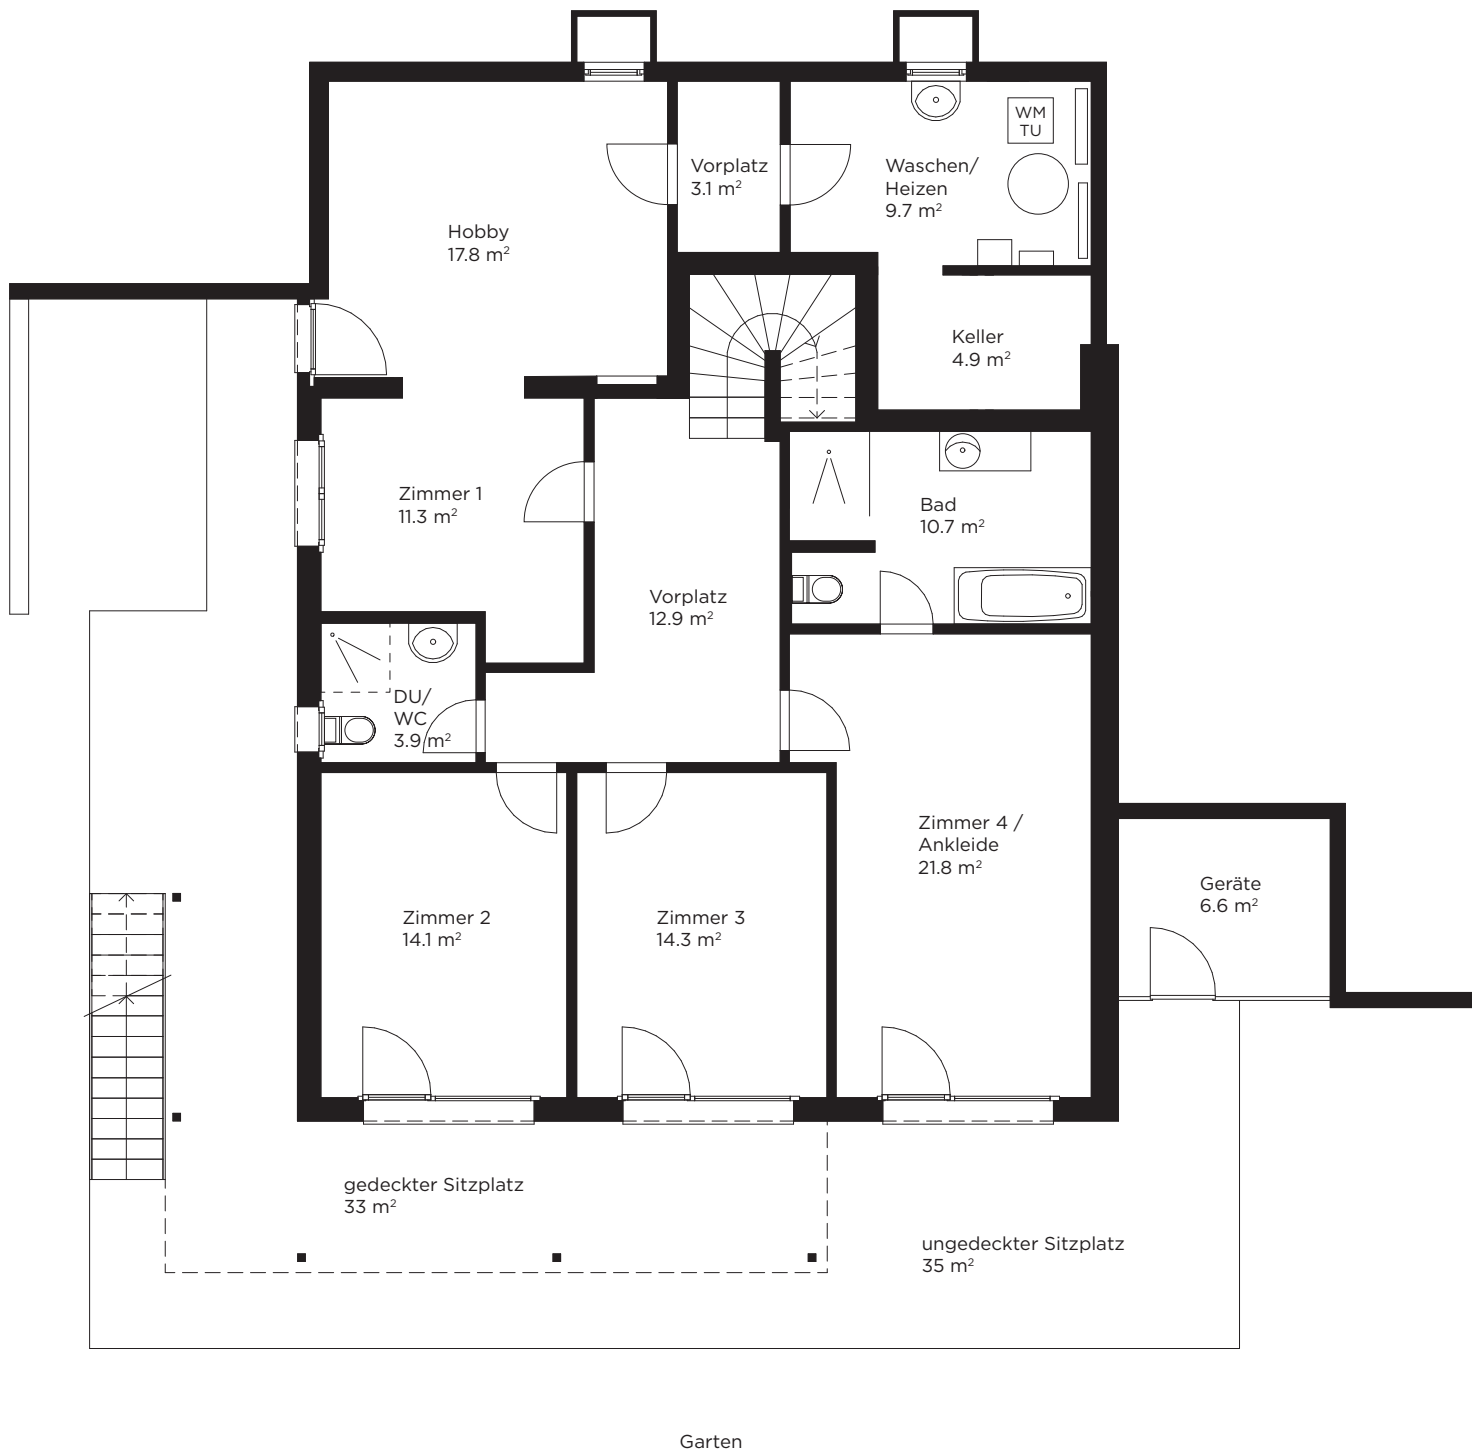 WM
TU
Vorplatz
3.1 m²
Waschen/
Heizen
9.7 m²
Hobby
17.8 m²
Keller
4.9 m²
Zimmer 1
11.3 m²
Bad
10.7 m²
Vorplatz
12.9 m²
DU/
WC
3.9 m²
Zimmer 4 /
Ankleide
21.8 m²
Geräte
6.6 m²
Zimmer 2
14.1 m²
Zimmer 3
14.3 m²
gedeckter Sitzplatz
33 m²
ungedeckter Sitzplatz
35 m²
Garten